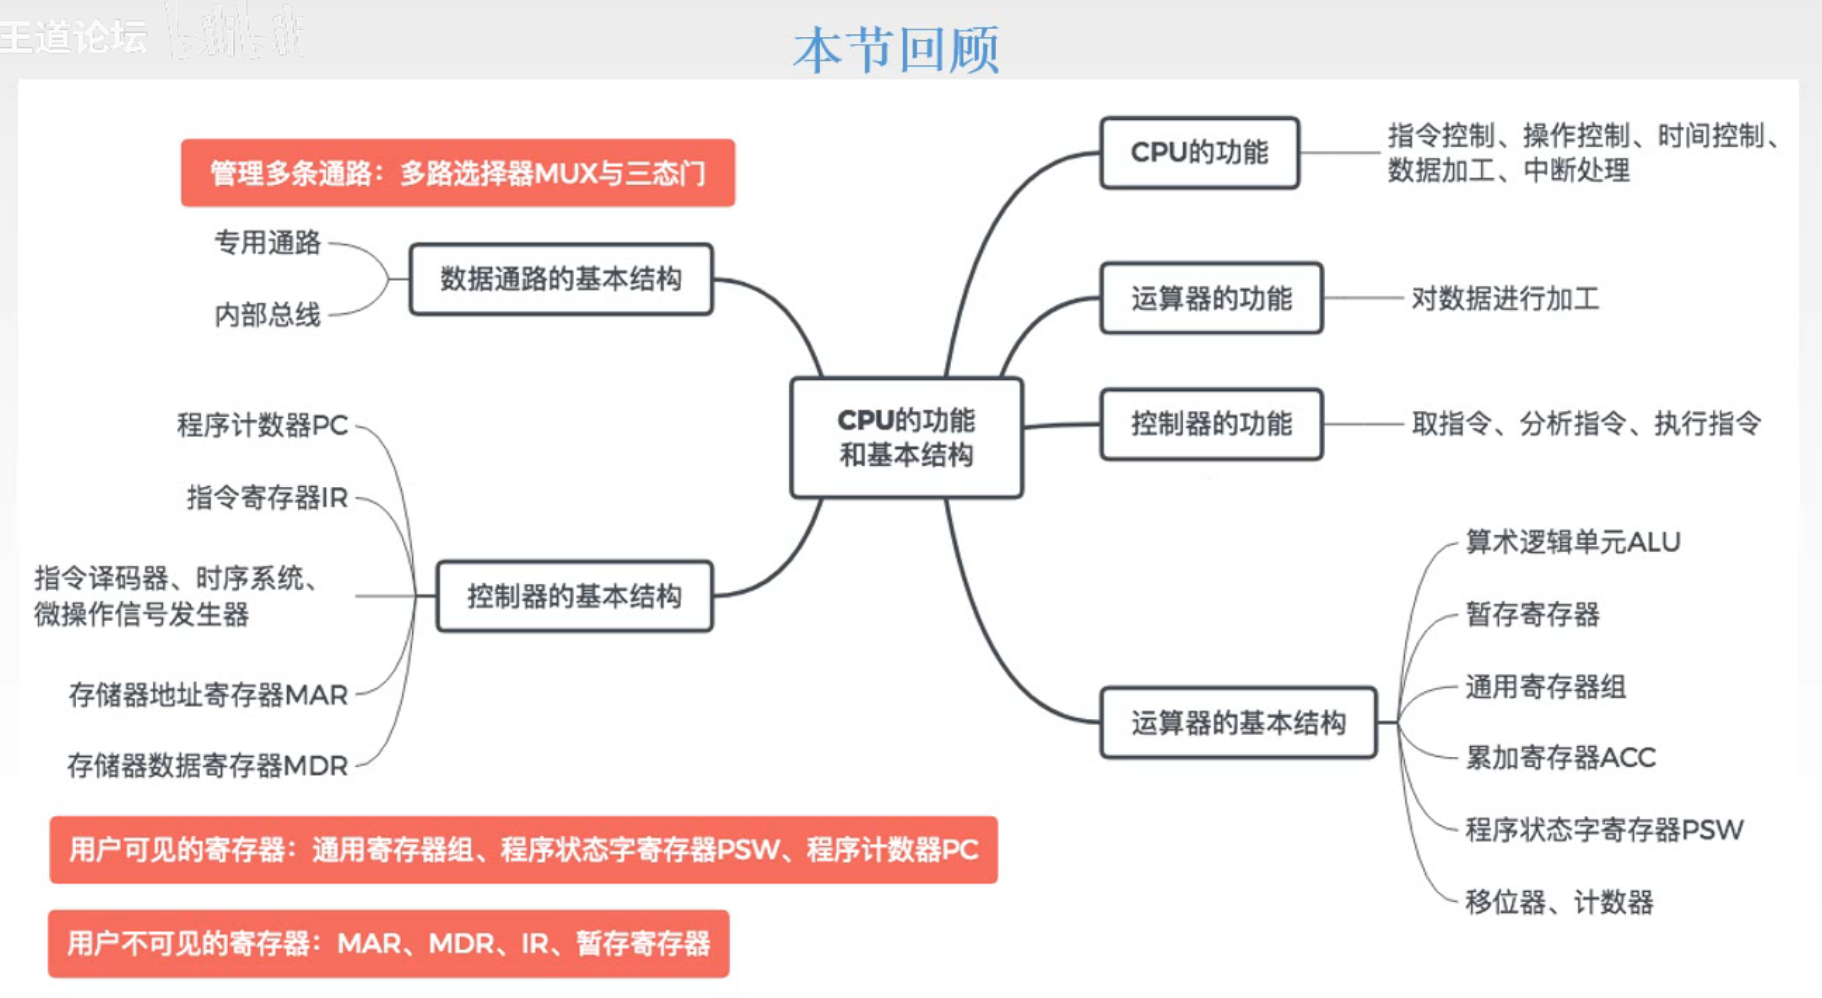 王道论坛 bilibili
本节回顾
管理多条通路：多路选择器MUX与三态门
专用通路
内部总线
数据通路的基本结构
程序计数器PC
指令寄存器IR
指令译码器、时序系统、
微操作信号发生器
存储器地址寄存器MAR
存储器数据寄存器MDR
控制器的基本结构
CPU的功能
和基本结构
CPU的功能
指令控制、操作控制、时间控制、
数据加工、中断处理
运算器的功能
对数据进行加工
控制器的功能
取指令、分析指令、执行指令
运算器的基本结构
算术逻辑单元ALU
暂存寄存器
通用寄存器组
累加寄存器ACC
程序状态字寄存器PSW
移位器、计数器
用户可见的寄存器：通用寄存器组、程序状态字寄存器PSW、程序计数器PC
用户不可见的寄存器：MAR、MDR、IR、暂存寄存器